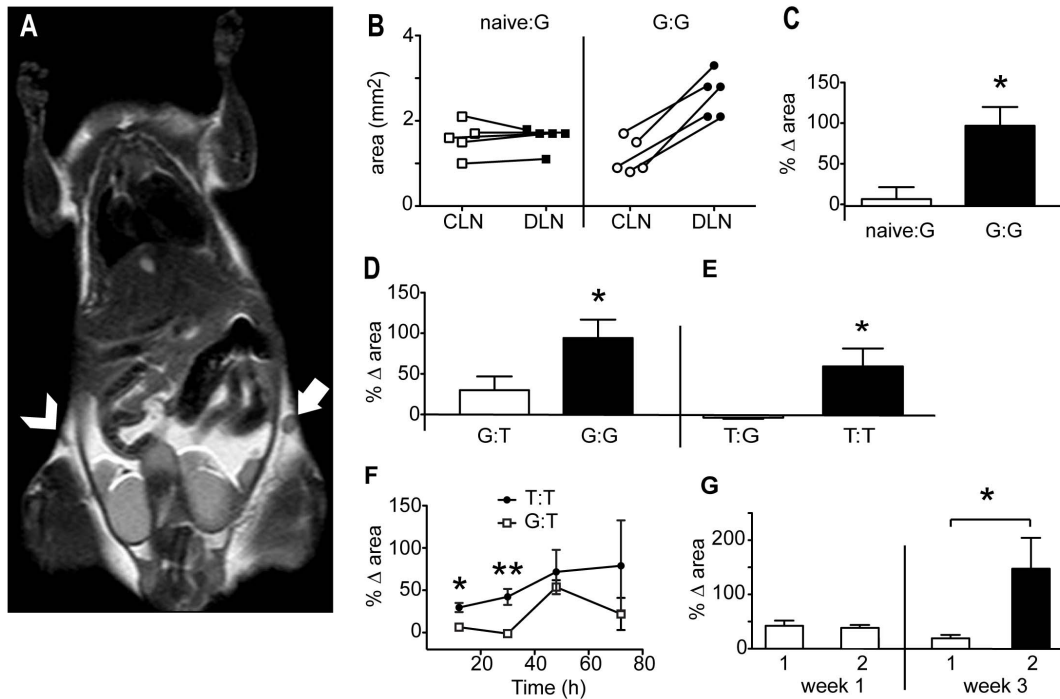 A
B
naive:G
G:G
area (mm2)
4
2
0
CLN
DLN
CLN
DLN
C
% Δ area
150
100
50
0
*
naive:G
G:G
D
% Δ area
150
100
50
0
*
G:T
G:G
E
*
T:G
T:T
F
T:T
G:T
% Δ area
100
50
0
*
**
20
40
60
80
Time (h)
G
% Δ area
200
100
0
*
1
2
1
2
week 1
week 3